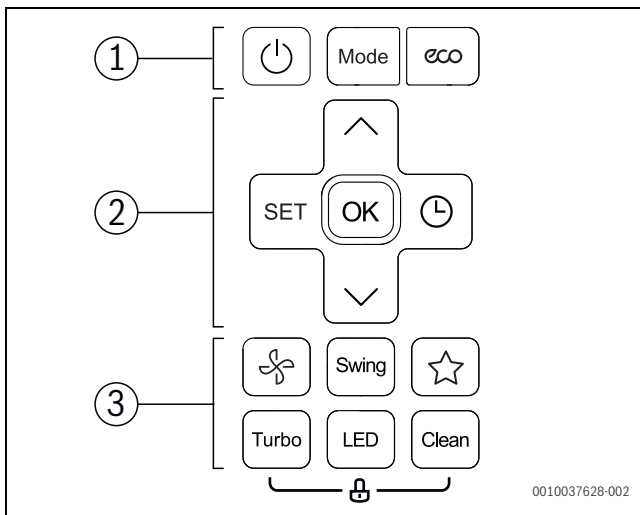 1
Mode
eco
2
SET
OK
3
Swing
Turbo
LED
Clean
0010037628-002